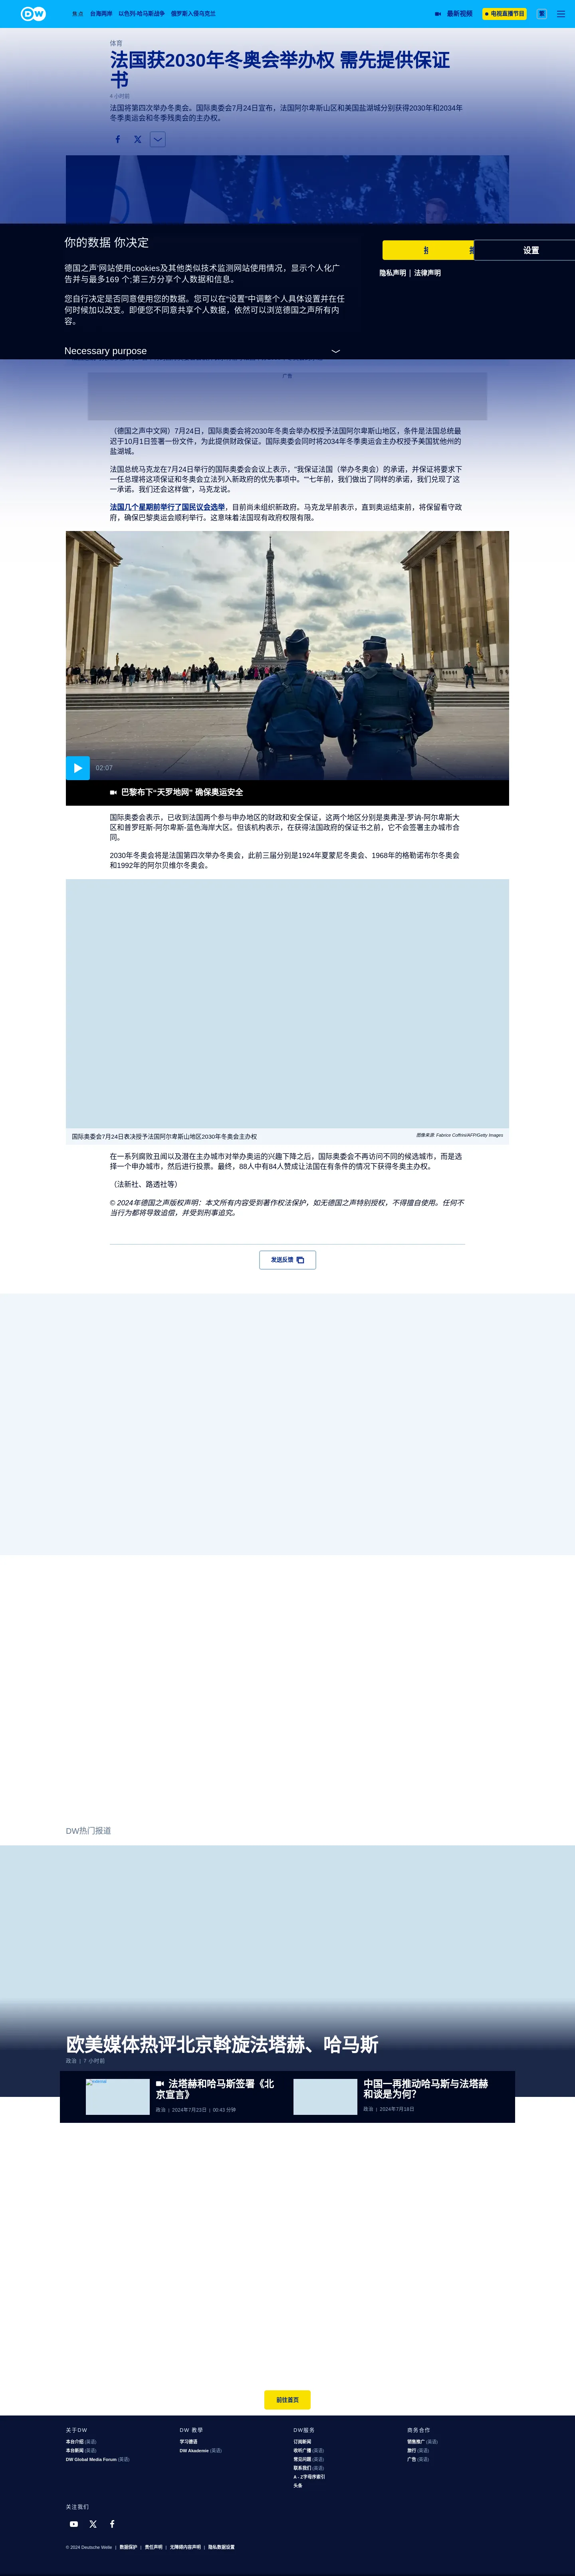 DW
热点 台海两岸 以色列-哈马斯战争 俄罗斯入侵乌克兰 最新视频 电视直播节目 繁
体育
法国获2030年冬奥会举办权 需先提供保证
书
4 小时前
法国将第四次举办冬奥会。国际奥委会7月24日宣布，法国阿尔卑斯山区和美国盐湖城分别获得2030年和2034年
冬季奥运会和冬季残奥会的主办权。
你的数据 你决定
德国之声‘网站使用cookies及其他类似技术监测网站使用情况，显示个人化广
告并与最多169 个;第三方分享个人数据和信息。
您自行决定是否同意使用您的数据。您可以在"设置"中调整个人具体设置并在任
何时候加以改变。即便您不同意共享个人数据，依然可以浏览德国之声所有内
容。
Necessary purpose
设置
隐私声明 | 法律声明
广告
（德国之声中文网）7月24日，国际奥委会将2030年冬奥会举办权授予法国阿尔卑斯山地区，条件是法国总统最
迟于10月1日签署一份文件，为此提供财政保证。国际奥委会同时将2034年冬季奥运会主办权授予美国犹他州的
盐湖城。
法国总统马克龙在7月24日举行的国际奥委会会议上表示，"我保证法国（举办冬奥会）的承诺，并保证将要求下
一任总理将这项保证和冬奥会立法列入新政府的优先事项中。""七年前，我们做出了同样的承诺，我们兑现了这
一承诺。我们还会这样做"，马克龙说。
法国几个星期前举行了国民议会选举，目前尚未组织新政府。马克龙早前表示，直到奥运结束前，将保留看守政
府，确保巴黎奥运会顺利举行。这意味着法国现有政府权限有限。
02:07
巴黎布下“天罗地网” 确保奥运安全
国际奥委会表示，已收到法国两个参与申办地区的财政和安全保证，这两个地区分别是奥弗涅-罗讷-阿尔卑斯大
区和普罗旺斯-阿尔卑斯-蓝色海岸大区。但该机构表示，在获得法国政府的保证书之前，它不会签署主办城市合
同。
2030年冬奥会将是法国第四次举办冬奥会，此前三届分别是1924年夏蒙尼冬奥会、1968年的格勒诺布尔冬奥会
和1992年的阿尔贝维尔冬奥会。
国际奥委会7月24日表决授予法国阿尔卑斯山地区2030年冬奥会主办权
图像来源: Fabrice Coffrini/AFP/Getty Images
在一系列腐败丑闻以及潜在主办城市对举办奥运的兴趣下降之后，国际奥委会不再访问不同的候选城市，而是选
择一个申办城市，然后进行投票。最终，88人中有84人赞成让法国在有条件的情况下获得冬奥主办权。
（法新社、路透社等）
© 2024年德国之声版权声明：本文所有内容受到著作权法保护，如无德国之声特别授权，不得擅自使用。任何不
当行为都将导致追偿，并受到刑事追究。
发送反馈
DW热门报道
欧美媒体热评北京斡旋法塔赫、哈马斯
政治 | 7 小时前
法塔赫和哈马斯签署《北
京宣言》
政治 | 2024年7月23日 | 00:43 分钟
中国一再推动哈马斯与法塔赫
和谈是为何？
政治 | 2024年7月18日
前往首页
关于DW
本台介绍 (英语)
本台新闻 (英语)
DW Global Media Forum (英语)
DW 教學
学习德语
DW Akademie (英语)
DW服务
订阅新闻
收听广播 (英语)
常见问题 (英语)
联系我们 (英语)
A - Z字母序索引
头条
商务合作
销售推广 (英语)
旅行 (英语)
广告 (英语)
关注我们
© 2024 Deutsche Welle | 数据保护 | 责任声明 | 无障碍内容声明 | 隐私数据设置